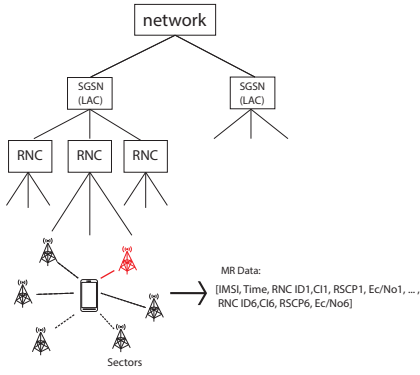 network
SGSN
(LAC)
SGSN
(LAC)
RNC
RNC
RNC
MR Data:
[IMSI, Time, RNC ID1,CI1, RSCP1, Ec/No1, ... ,
RNC ID6,CI6, RSCP6, Ec/No6]
Sectors